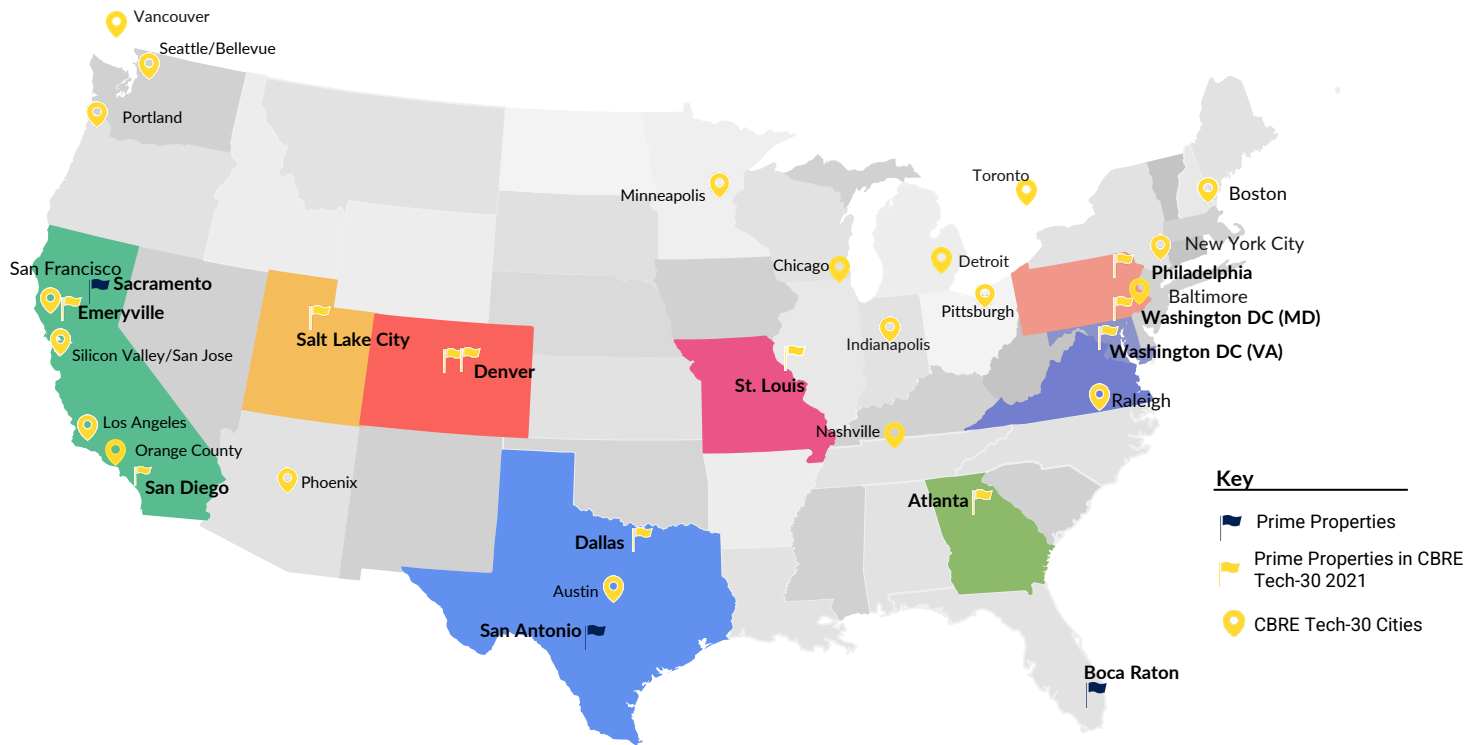 Vancouver
Seattle/Bellevue
Portland
Minneapolis
Toronto
Boston
New York City
San Francisco
Sacramento
Emeryville
Silicon Valley/San Jose
Salt Lake City
Denver
Chicago
Detroit
Pittsburgh
Indianapolis
Philadelphia
Baltimore
Washington DC (MD)
Washington DC (VA)
St. Louis
Raleigh
Los Angeles
Orange County
San Diego
Phoenix
Nashville
Atlanta
Dallas
Austin
San Antonio
Boca Raton
Key
Prime Properties
Prime Properties in CBRE
Tech-30 2021
CBRE Tech-30 Cities